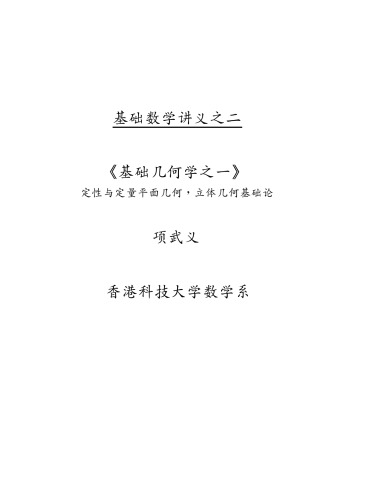 基础数学讲义之二
《基础几何学之一》
定性与定量平面几何，立体几何基础论
项武义
香港科技大学数学系